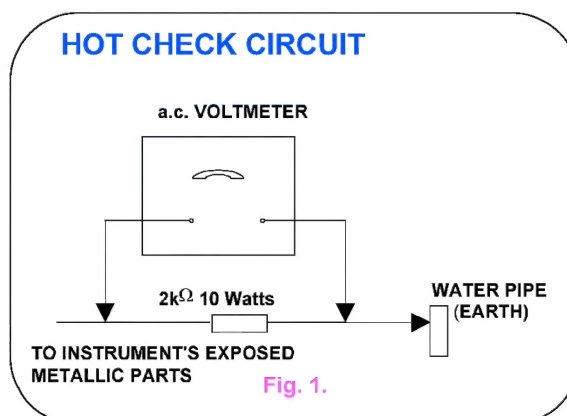 HOT CHECK CIRCUIT
a.c. VOLTMETER
2kΩ 10 Watts
WATER PIPE
(EARTH)
TO INSTRUMENT'S EXPOSED
METALLIC PARTS
Fig. 1.